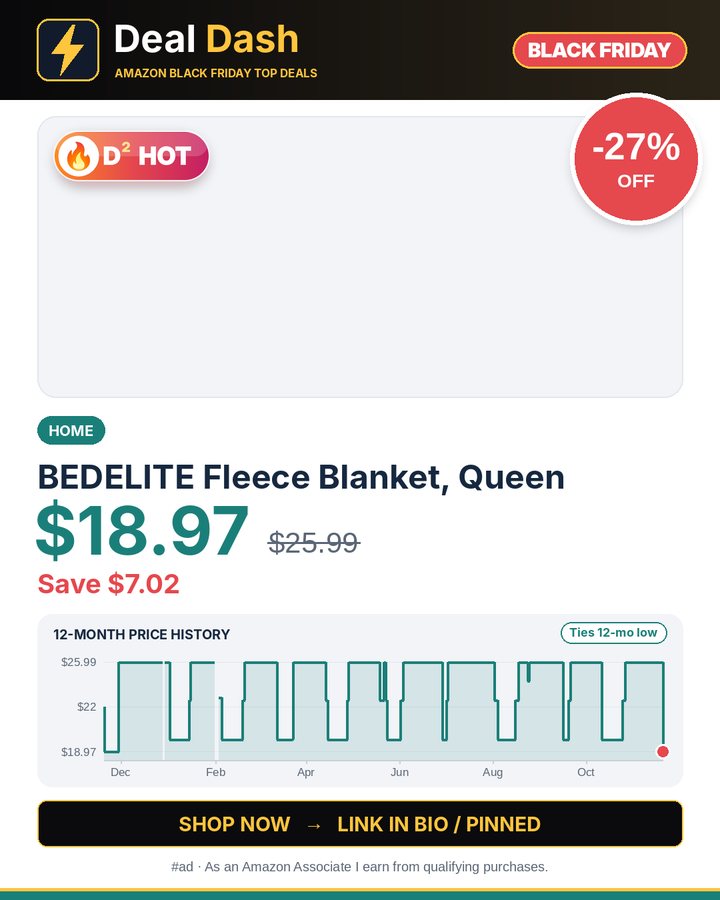 Deal Dash
AMAZON BLACK FRIDAY TOP DEALS
BLACK FRIDAY
D² HOT
-27%
OFF
HOME
BEDELITE Fleece Blanket, Queen
$18.97 $25.99
Save $7.02
12-MONTH PRICE HISTORY
Ties 12-mo low
$25.99
$22
$18.97
Dec Feb Apr Jun Aug Oct
SHOP NOW → LINK IN BIO / PINNED
#ad · As an Amazon Associate I earn from qualifying purchases.